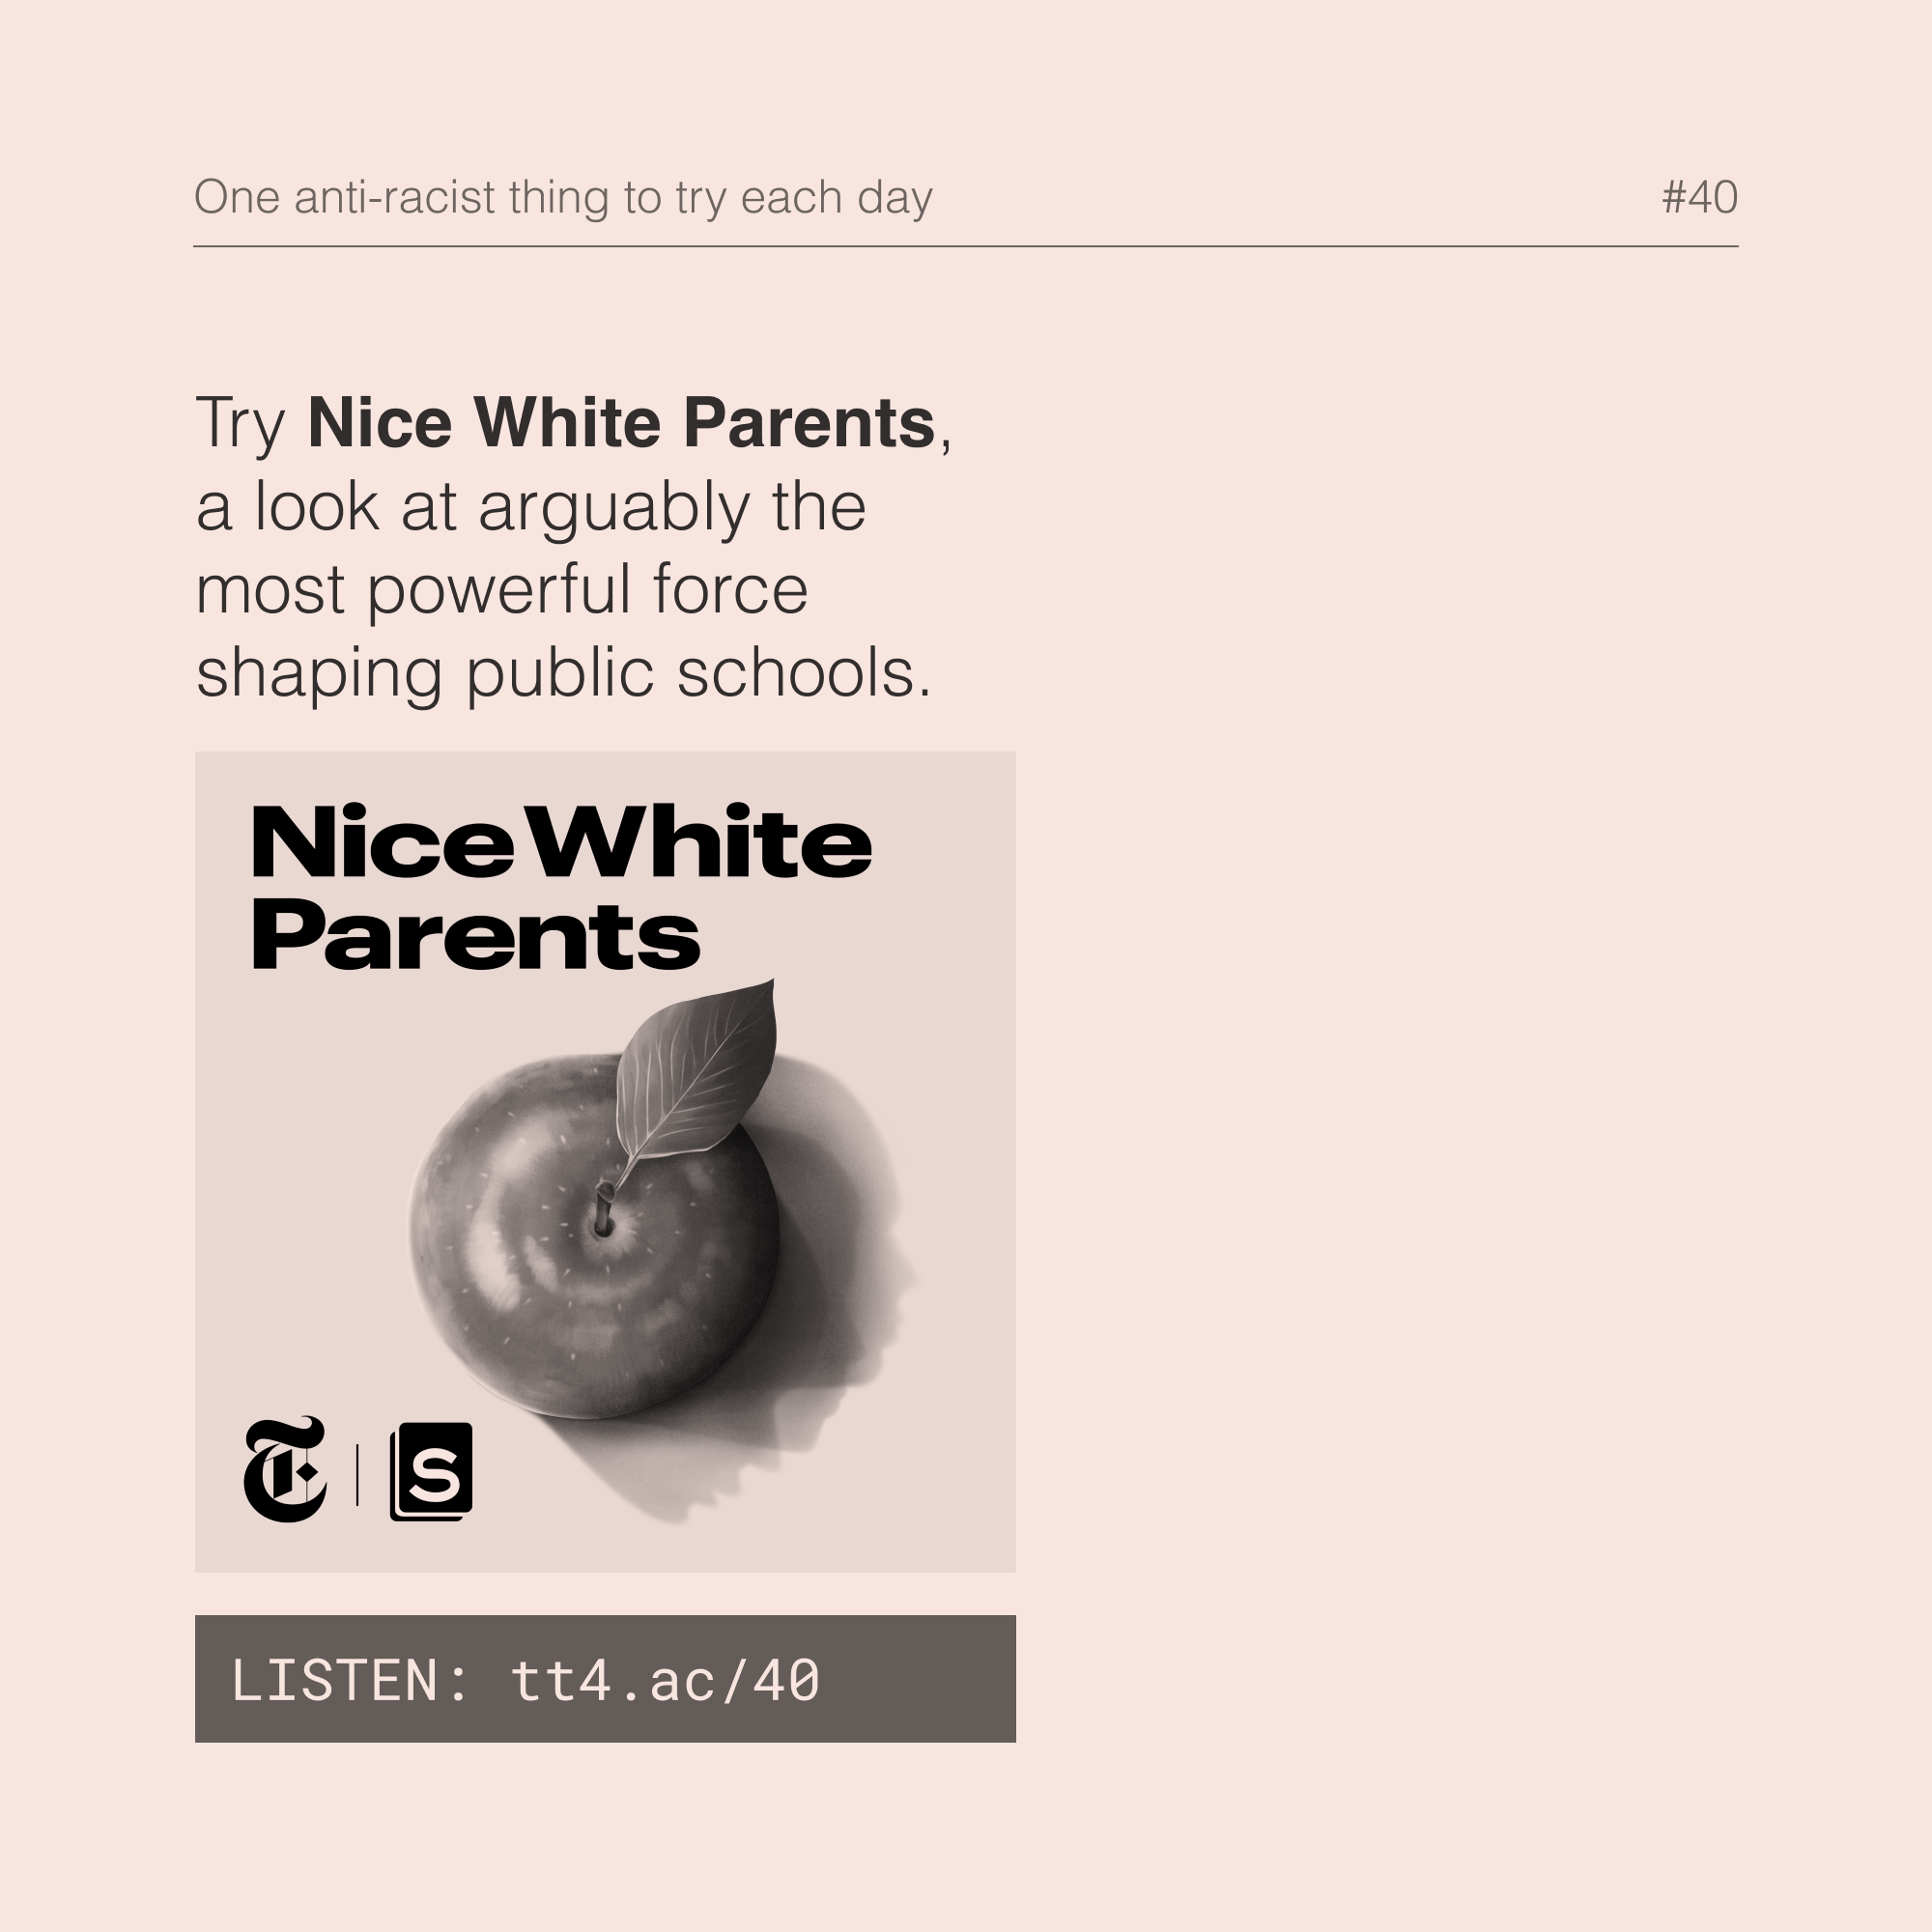 One anti-racist thing to try each day
#40
Try Nice White Parents,
a look at arguably the
most powerful force
shaping public schools.
Nice White
Parents
T
S
LISTEN: tt4.ac/40